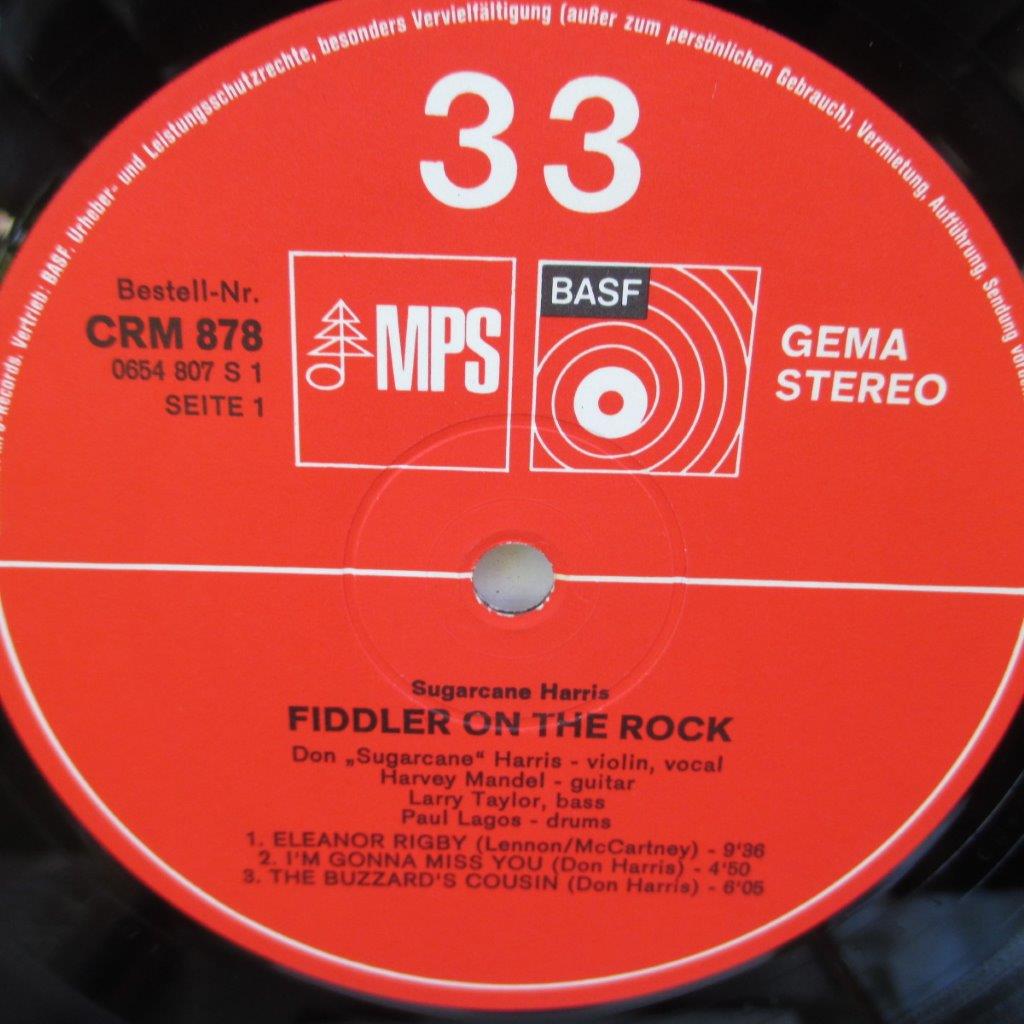 -Records. Vertrieb: BASF. Urheber- und Leistungsschutzrechte, besonders Vervielfältigung (außer zum persönlichen Gebrauch), Vermietung, Aufführung, Sendung
33
Bestell-Nr.
CRM 878
0654 807 S 1
SEITE 1
MPS
BASF
GEMA
STEREO
Sugarcane Harris
FIDDLER ON THE ROCK
Don „Sugarcane“ Harris - violin, vocal
Harvey Mandel - guitar
Larry Taylor, bass
Paul Lagos - drums
1. ELEANOR RIGBY (Lennon/McCartney) - 9'36
2. I'M GONNA MISS YOU (Don Harris) - 4'50
3. THE BUZZARD'S COUSIN (Don Harris) - 6'05